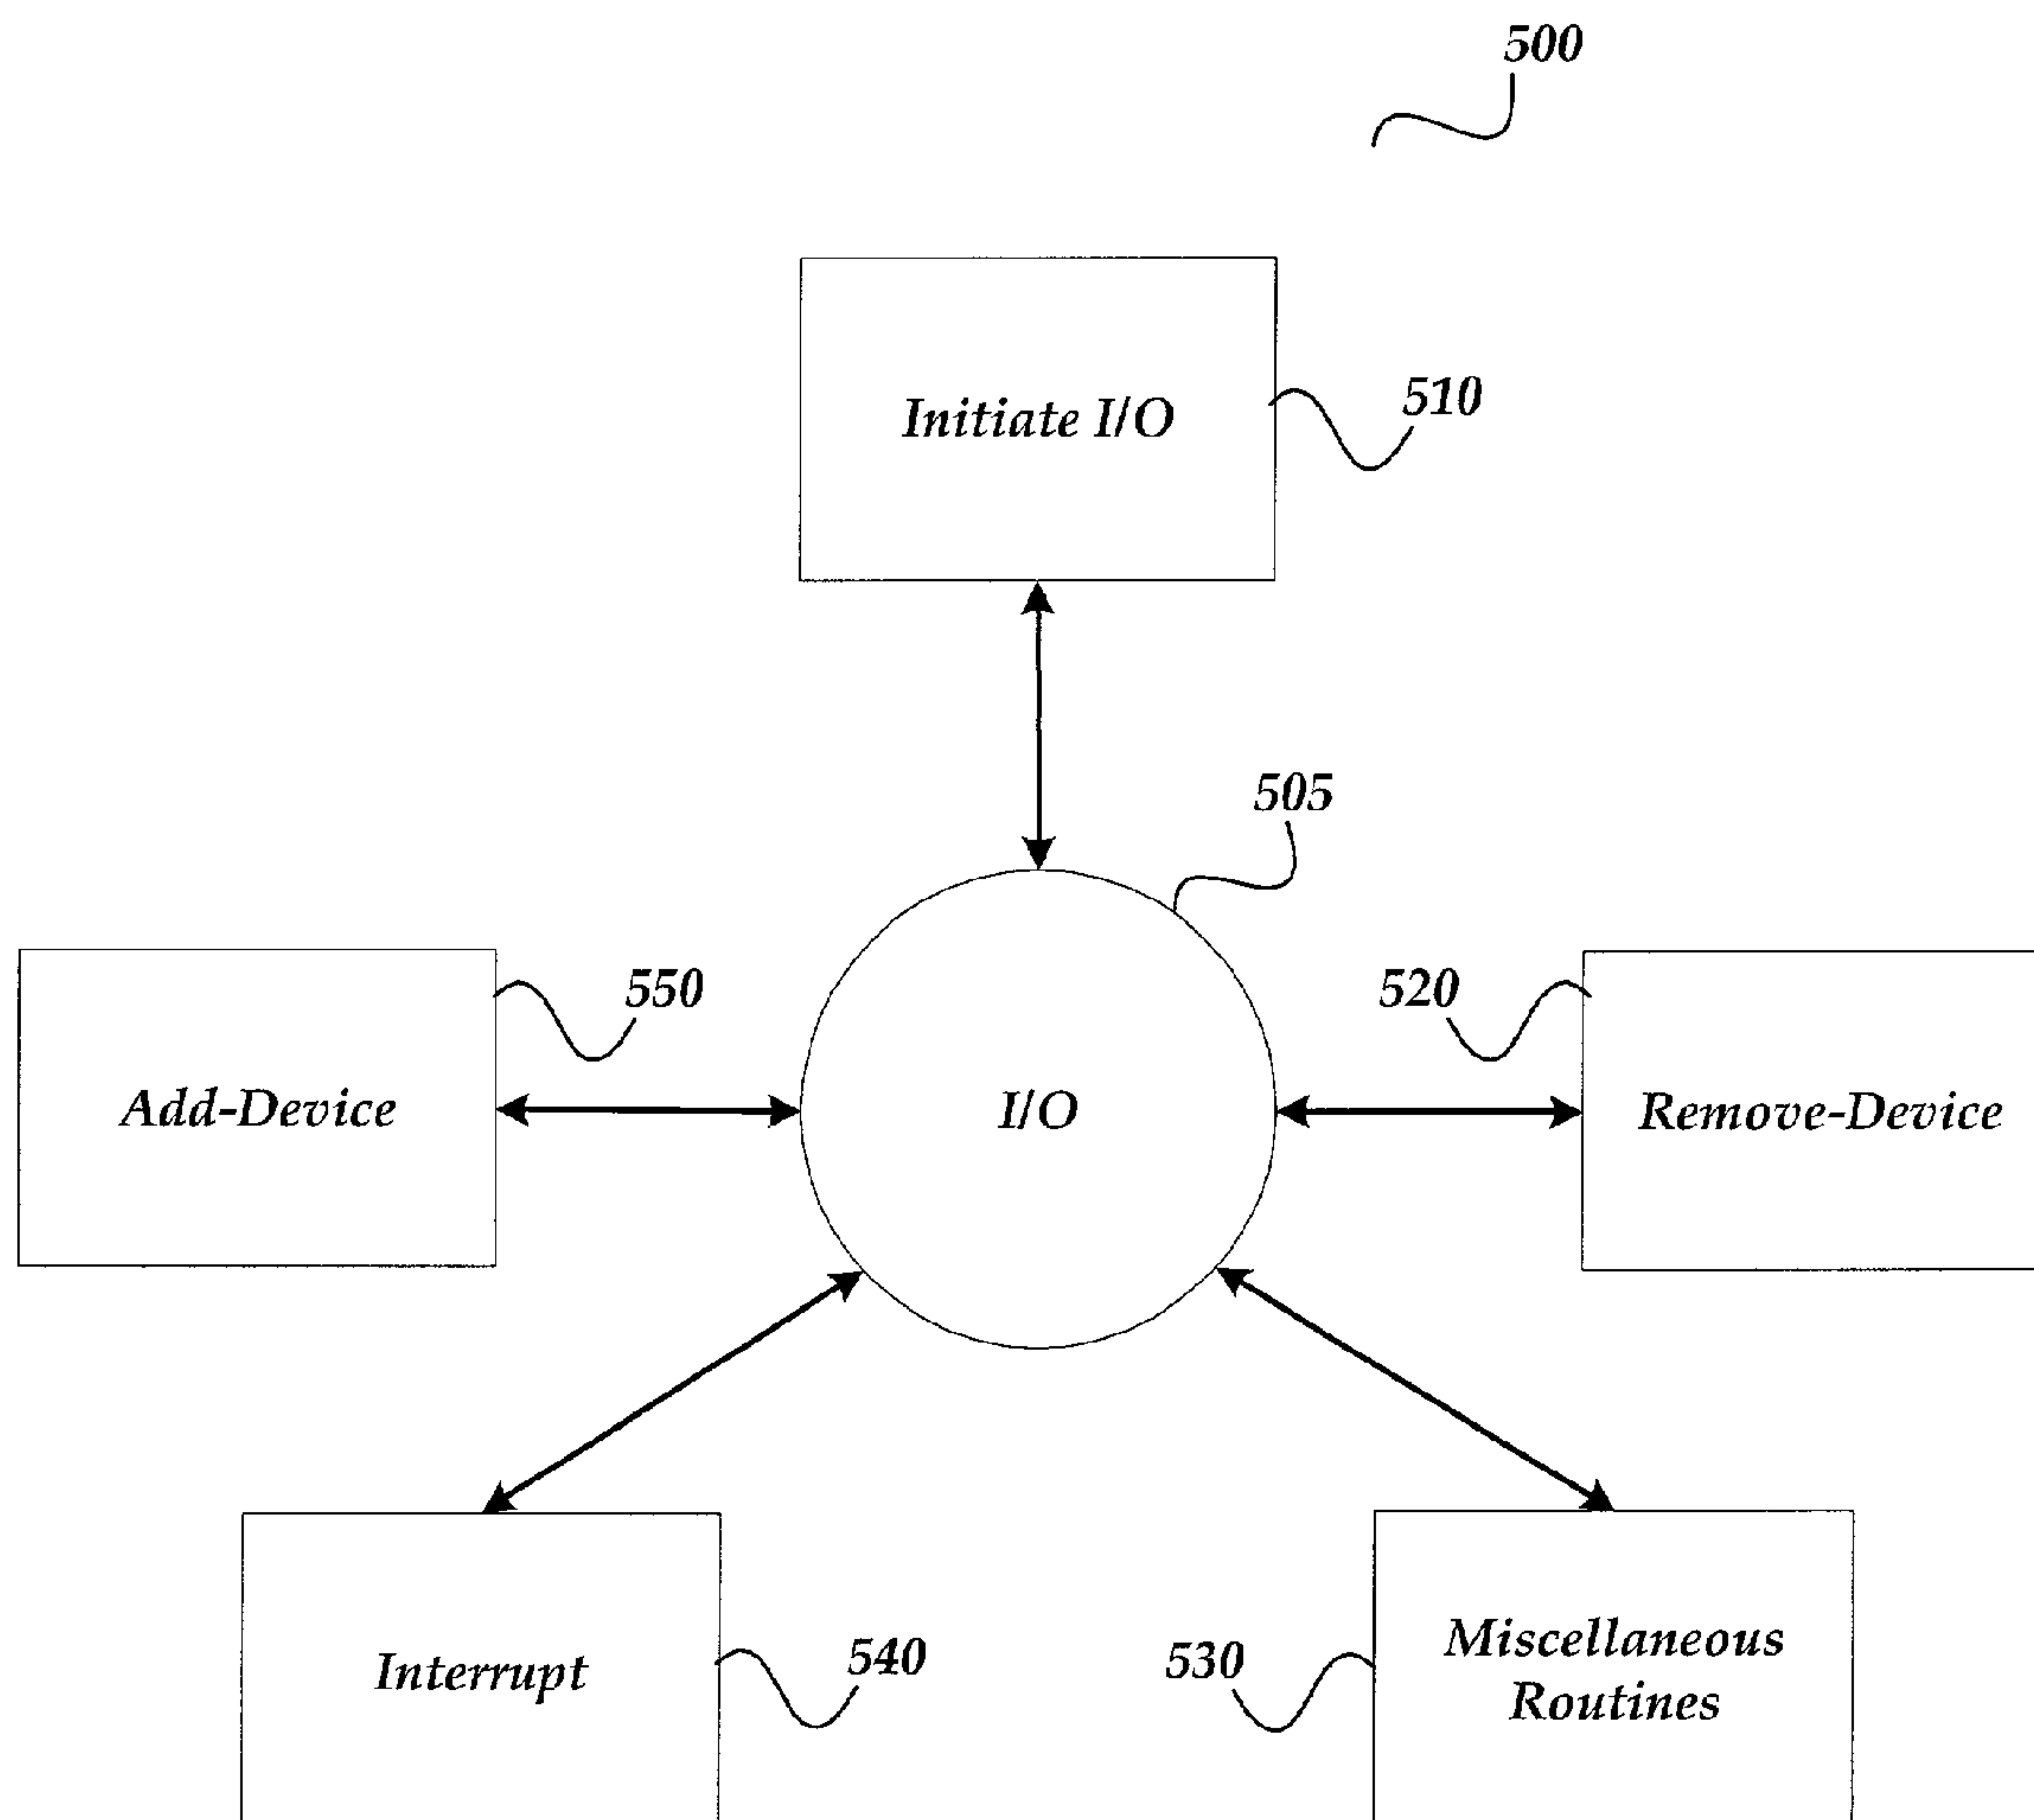 500
Initiate I/O
510
505
550
520
Add-Device
I/O
Remove-Device
Interrupt
540
530
Miscellaneous
Routines